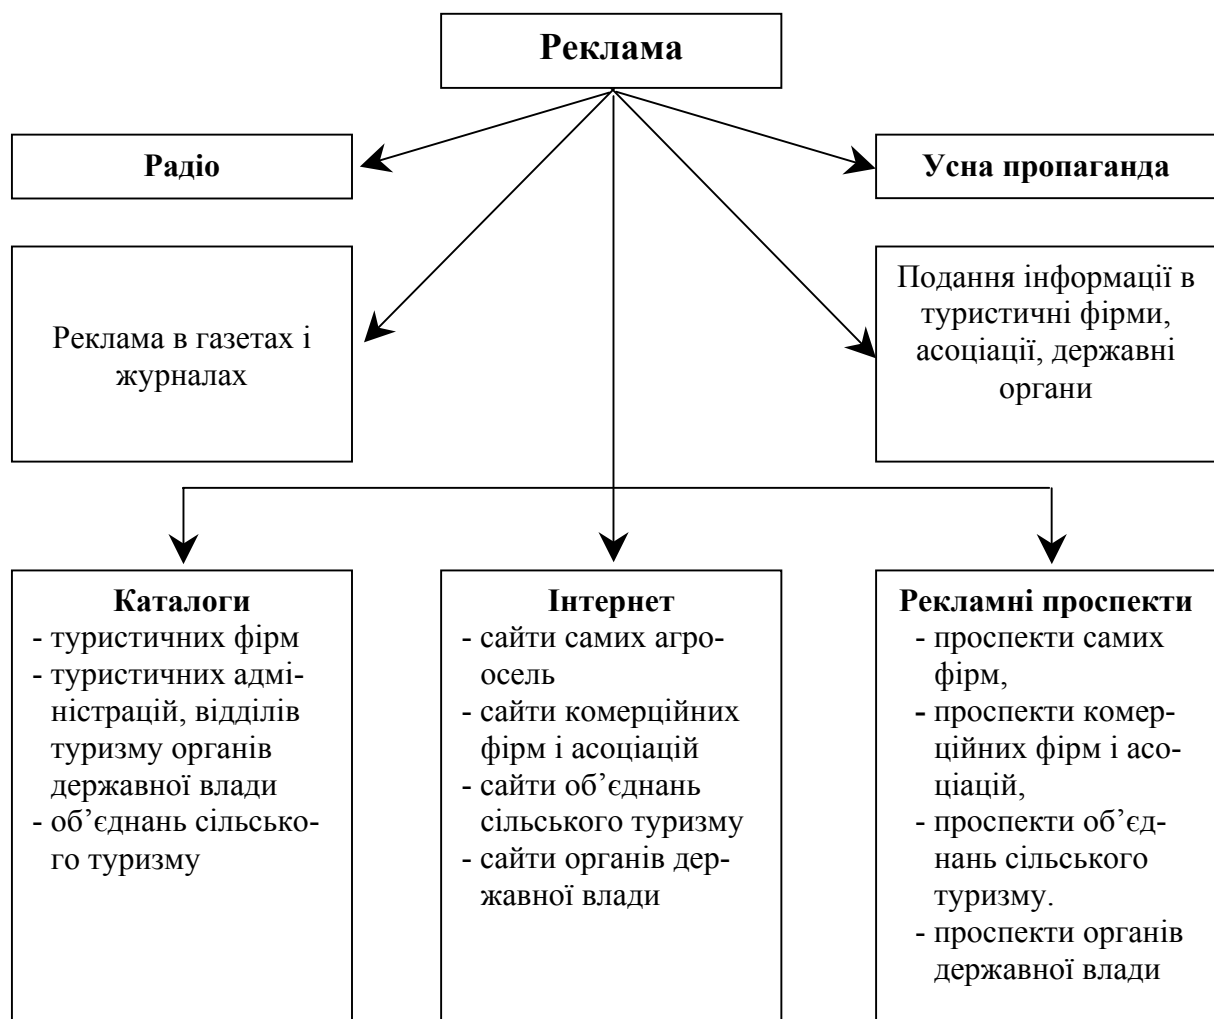 Реклама
Радіо
Усна пропаганда
Реклама в газетах і
журналах
Подання інформації в
туристичні фірми,
асоціації, державні
органи
Каталоги
- туристичних фірм
- туристичних адмі-
ністрацій, відділів
туризму органів
державної влади
- об’єднань сільсько-
го туризму
Інтернет
- сайти самих агро-
осель
- сайти комерційних
фірм і асоціацій
- сайти об’єднань
сільського туризму
- сайти органів дер-
жавної влади
Рекламні проспекти
- проспекти самих
фірм,
- проспекти комер-
ційних фірм і асо-
ціацій,
- проспекти об’єд-
нань сільського
туризму.
- проспекти органів
державної влади